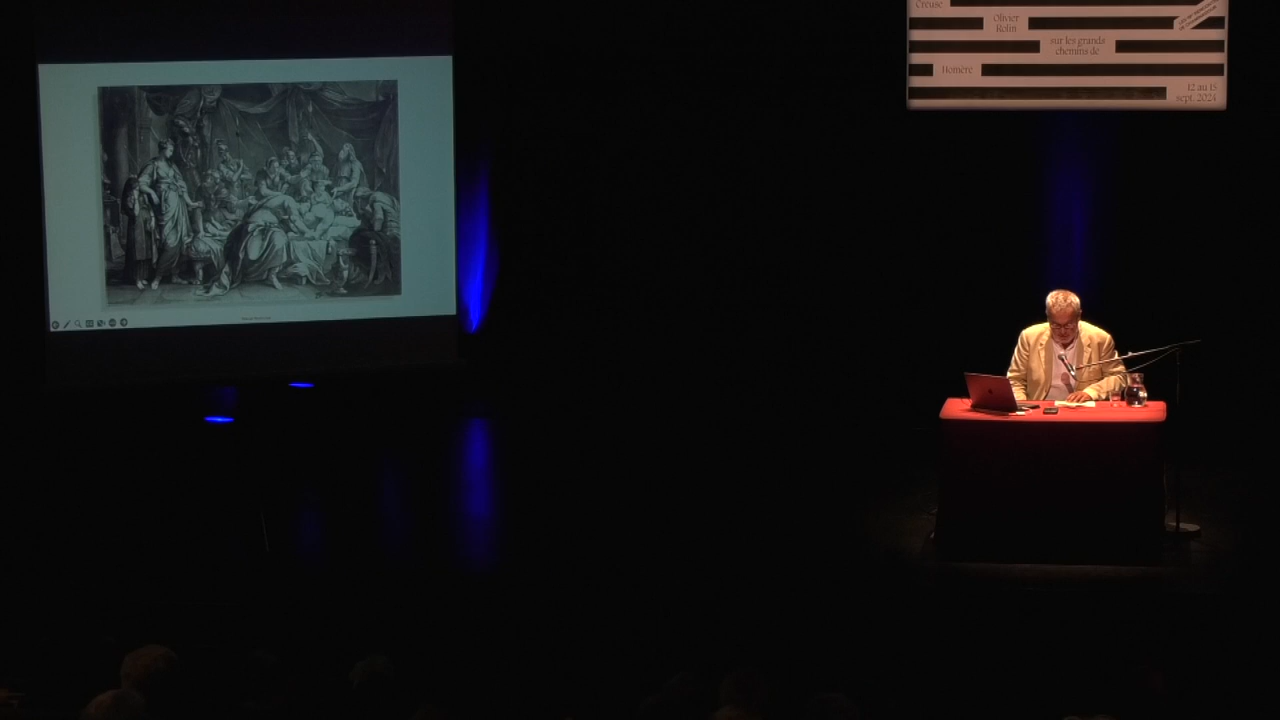 Creuse
Olivier
Rolin
sur les grands
chemins de
Homère
12 au 15
sept. 2024